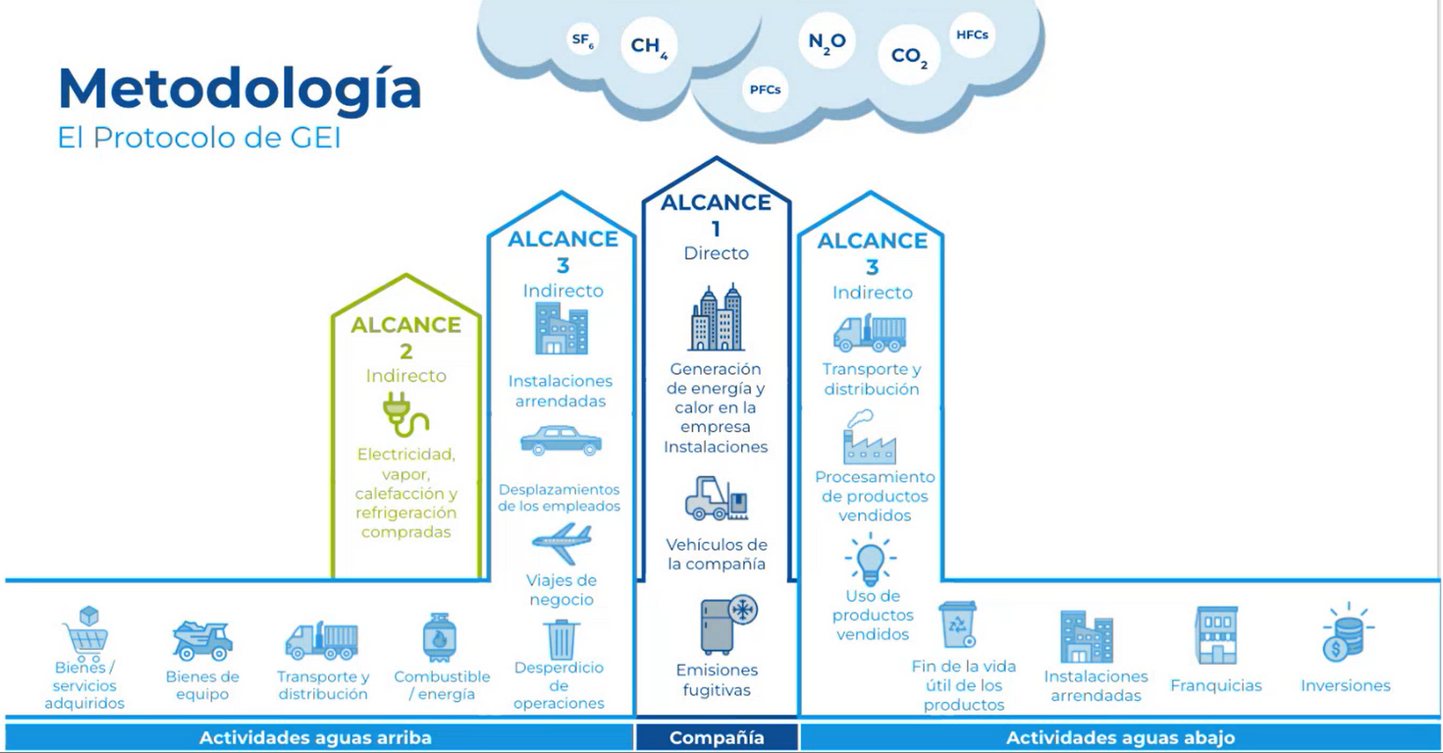 SF6
CH4
N2O
CO2
HFCs
PFCs
Metodología
El Protocolo de GEI
ALCANCE
2
Indirecto
Electricidad,
vapor,
calefacción y
refrigeración
compradas
ALCANCE
3
Indirecto
Instalaciones
arrendadas
Desplazamientos
de los empleados
Viajes de
negocio
Desperdicio
de
operaciones
ALCANCE
1
Directo
Generación
de energía y
calor en la
empresa
Instalaciones
Vehículos de
la compañía
Emisiones
fugitivas
ALCANCE
3
Indirecto
Transporte y
distribución
Procesamiento
de productos
vendidos
Uso de
productos
vendidos
Bienes /
servicios
adquiridos
Bienes de
equipo
Transporte y
distribución
Combustible
/ energía
$
Fin de la vida
útil de los
productos
Instalaciones
arrendadas
Franquicias
Inversiones
Actividades aguas arriba
Compañía
Actividades aguas abajo